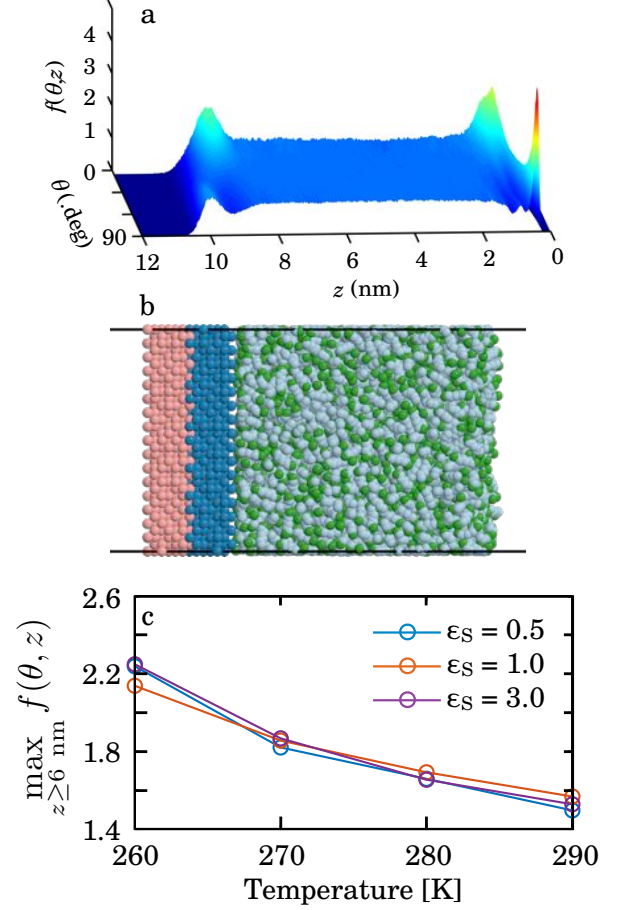 a
f(θ,z)
4
3
2
1
0
θ (deg.)
90
12
10
8
6
4
2
0
z (nm)
b
c
2.6
2.2
1.8
1.4
max f(θ, z)
z≥6 nm
εS = 0.5
εS = 1.0
εS = 3.0
260
270
280
290
Temperature [K]